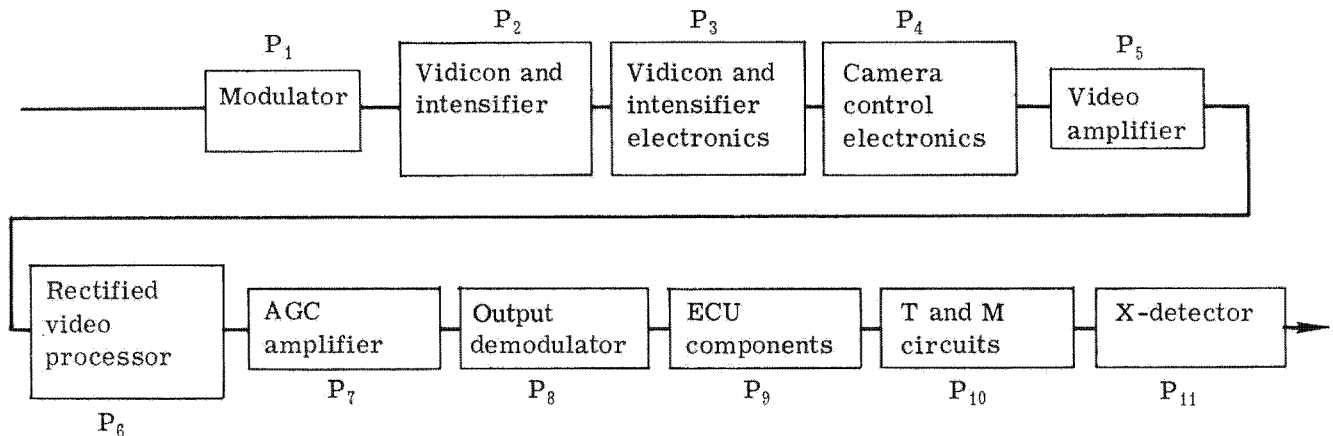 P₁
Modulator
P₂
Vidicon and
intensifier
P₃
Vidicon and
intensifier
electronics
P₄
Camera
control
electronics
P₅
Video
amplifier
Rectified
video
processor
P₆
AGC
amplifier
P₇
Output
demodulator
P₈
ECU
components
P₉
T and M
circuits
P₁₀
X-detector
P₁₁